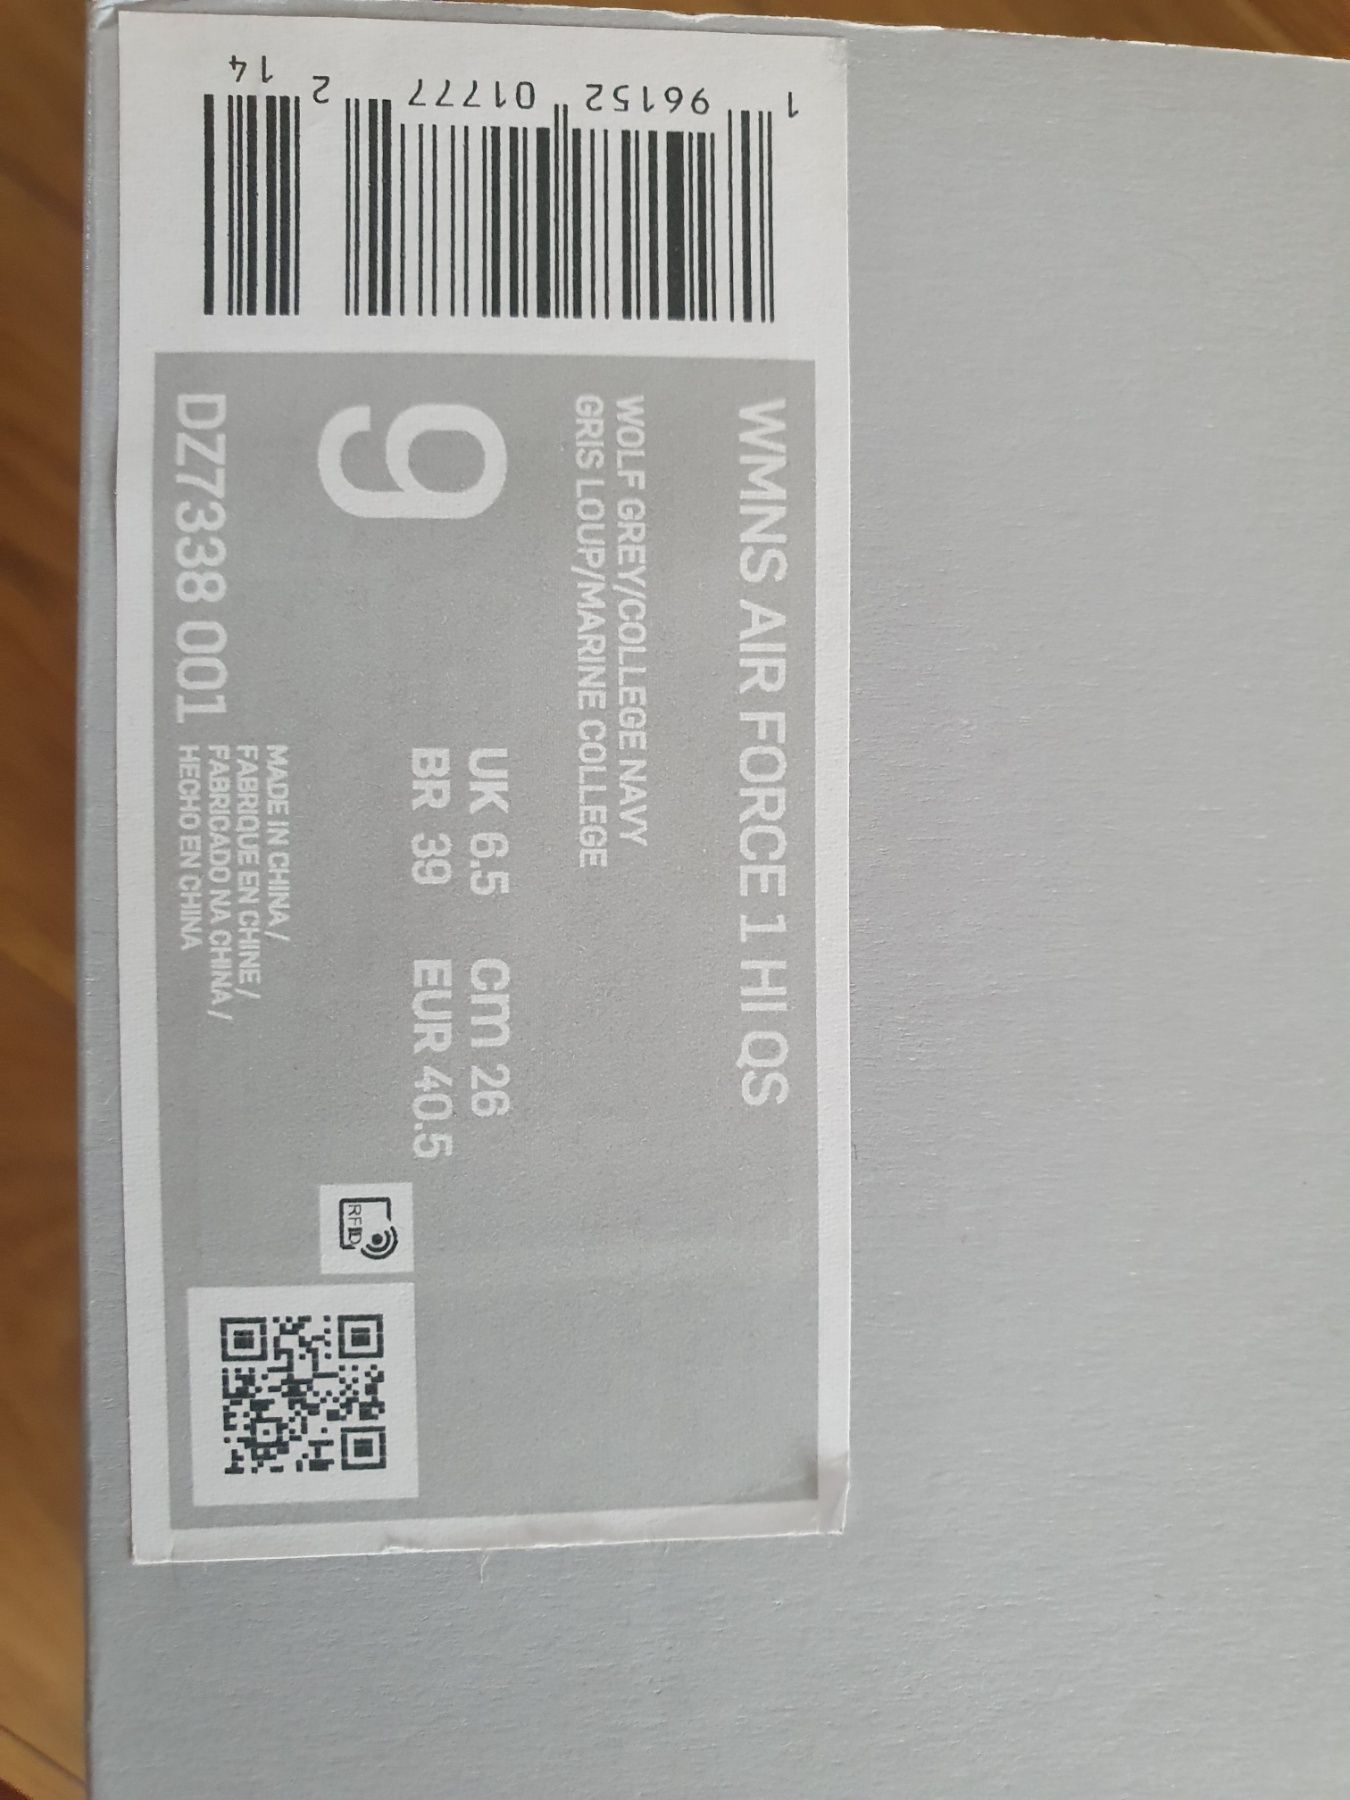 WMNS AIR FORCE 1 HI QS
WOLF GREY/COLLEGE NAVY
GRIS LOUP/MARINE COLLEGE
9
UK 6.5 cm 26
BR 39 EUR 40.5
RFID
DZ7338 001
MADE IN CHINA /
FABRIQUE EN CHINE /
FABRICADO NA CHINA /
HECHO EN CHINA
1 96152 01777 2 14